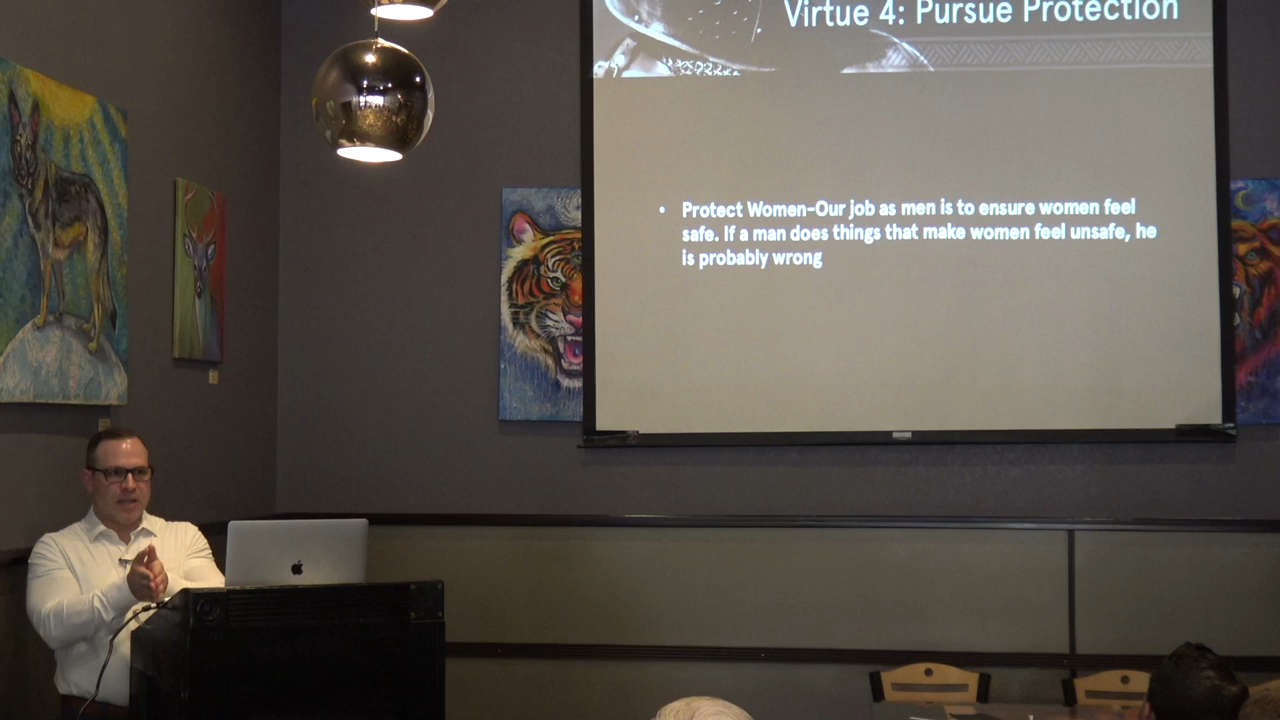 Virtue 4: Pursue Protection
• Protect Women-Our job as men is to ensure women feel
safe. If a man does things that make women feel unsafe, he
is probably wrong